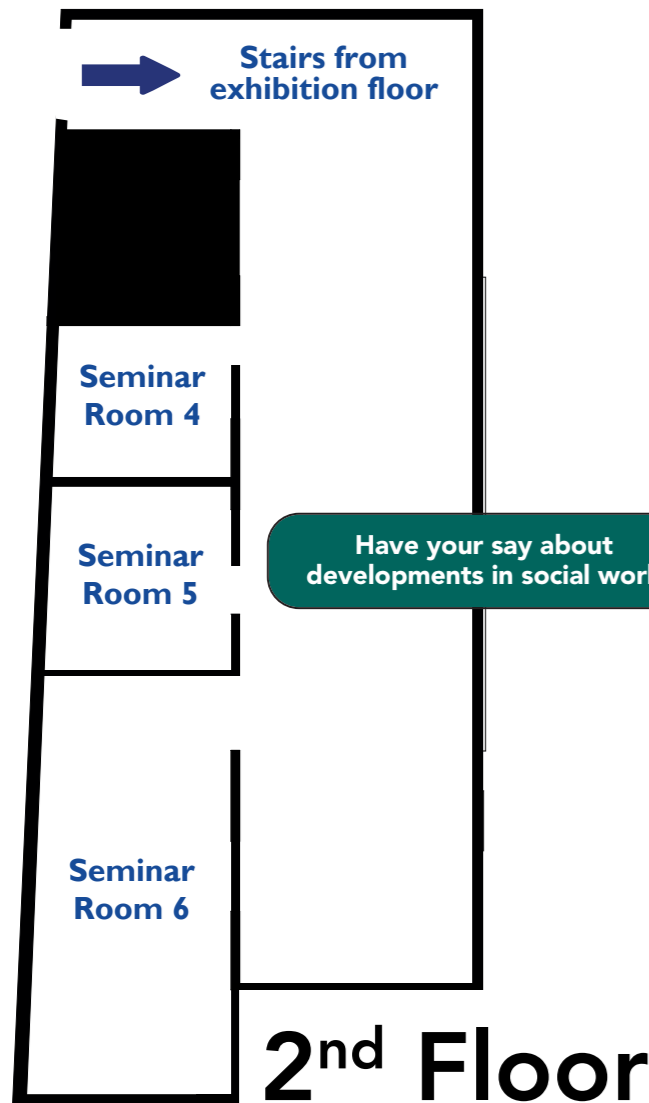 Stairs from
exhibition floor
Seminar
Room 4
Seminar
Room 5
Have your say about
developments in social work
Seminar
Room 6
2nd Floor